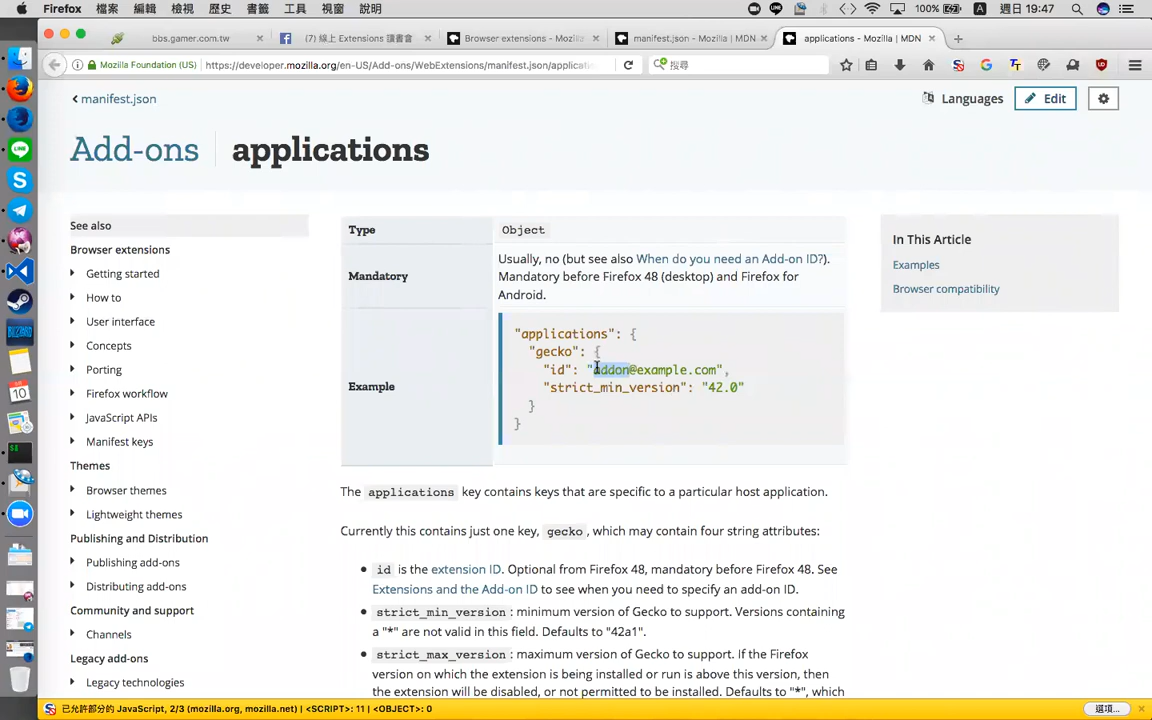 Firefox 檔案 編輯 檢視 歷史 書籤 工具 視窗 說明 100% A 週日 19:47
bbs.gamer.com.tw × (7) 線上 Extensions 讀書會 × Browser extensions - Mozilla × manifest.json - Mozilla | MDN × applications - Mozilla | MDN × +
Mozilla Foundation (US) https://developer.mozilla.org/en-US/Add-ons/WebExtensions/manifest.json/applicati 搜尋
manifest.json Languages Edit
Add-ons applications
See also
Browser extensions
Getting started
How to
User interface
Concepts
Porting
Firefox workflow
JavaScript APIs
Manifest keys
Themes
Browser themes
Lightweight themes
Publishing and Distribution
Publishing add-ons
Distributing add-ons
Community and support
Channels
Legacy add-ons
Legacy technologies
Type Object
Mandatory
Usually, no (but see also When do you need an Add-on ID?).
Mandatory before Firefox 48 (desktop) and Firefox for
Android.
Example
"applications": {
"gecko": {
"id": "addon@example.com",
"strict_min_version": "42.0"
}
}
The applications key contains keys that are specific to a particular host application.
Currently this contains just one key, gecko, which may contain four string attributes:
• id is the extension ID. Optional from Firefox 48, mandatory before Firefox 48. See
Extensions and the Add-on ID to see when you need to specify an add-on ID.
• strict_min_version: minimum version of Gecko to support. Versions containing
a "*" are not valid in this field. Defaults to "42a1".
• strict_max_version: maximum version of Gecko to support. If the Firefox
version on which the extension is being installed or run is above this version, then
the extension will be disabled, or not permitted to be installed. Defaults to "*", which
In This Article
Examples
Browser compatibility
已允許部分的 JavaScript, 2/3 (mozilla.org, mozilla.net) | <SCRIPT>: 11 | <OBJECT>: 0 選項... ×